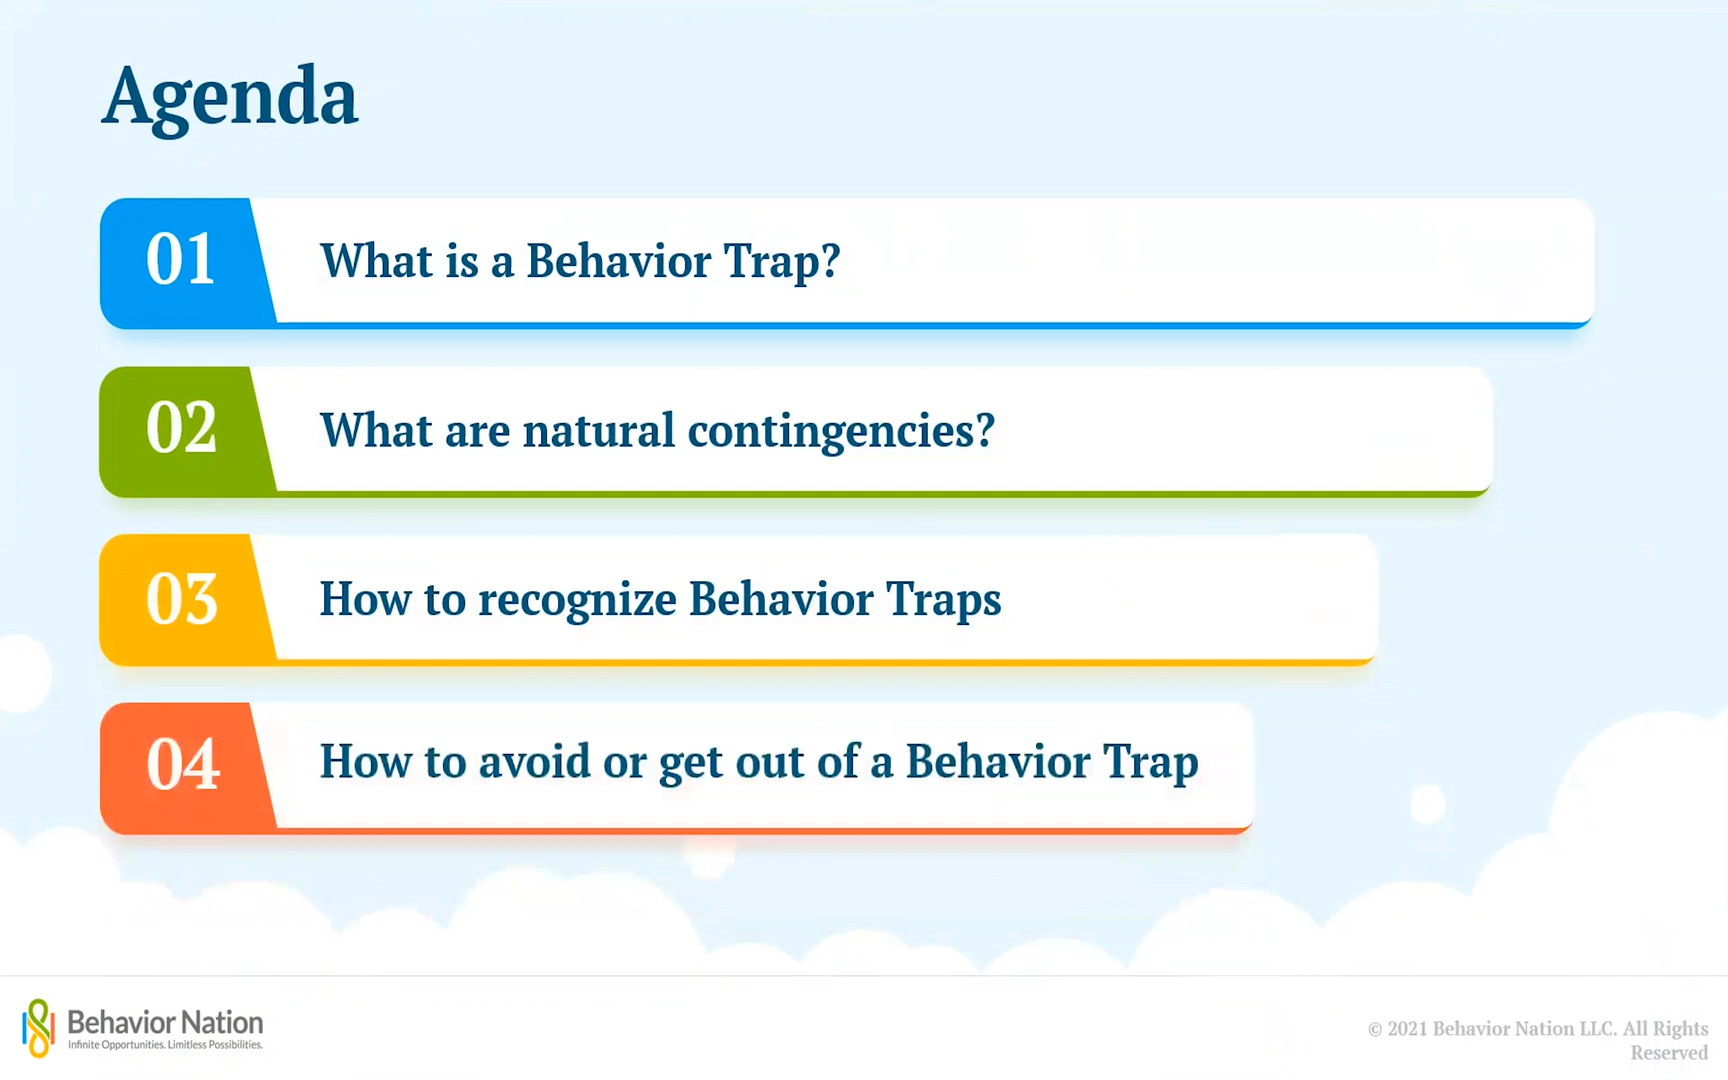 Agenda
01
What is a Behavior Trap?
02
What are natural contingencies?
03
How to recognize Behavior Traps
04
How to avoid or get out of a Behavior Trap
Behavior Nation
Infinite Opportunities. Limitless Possibilities.
© 2021 Behavior Nation LLC. All Rights
Reserved